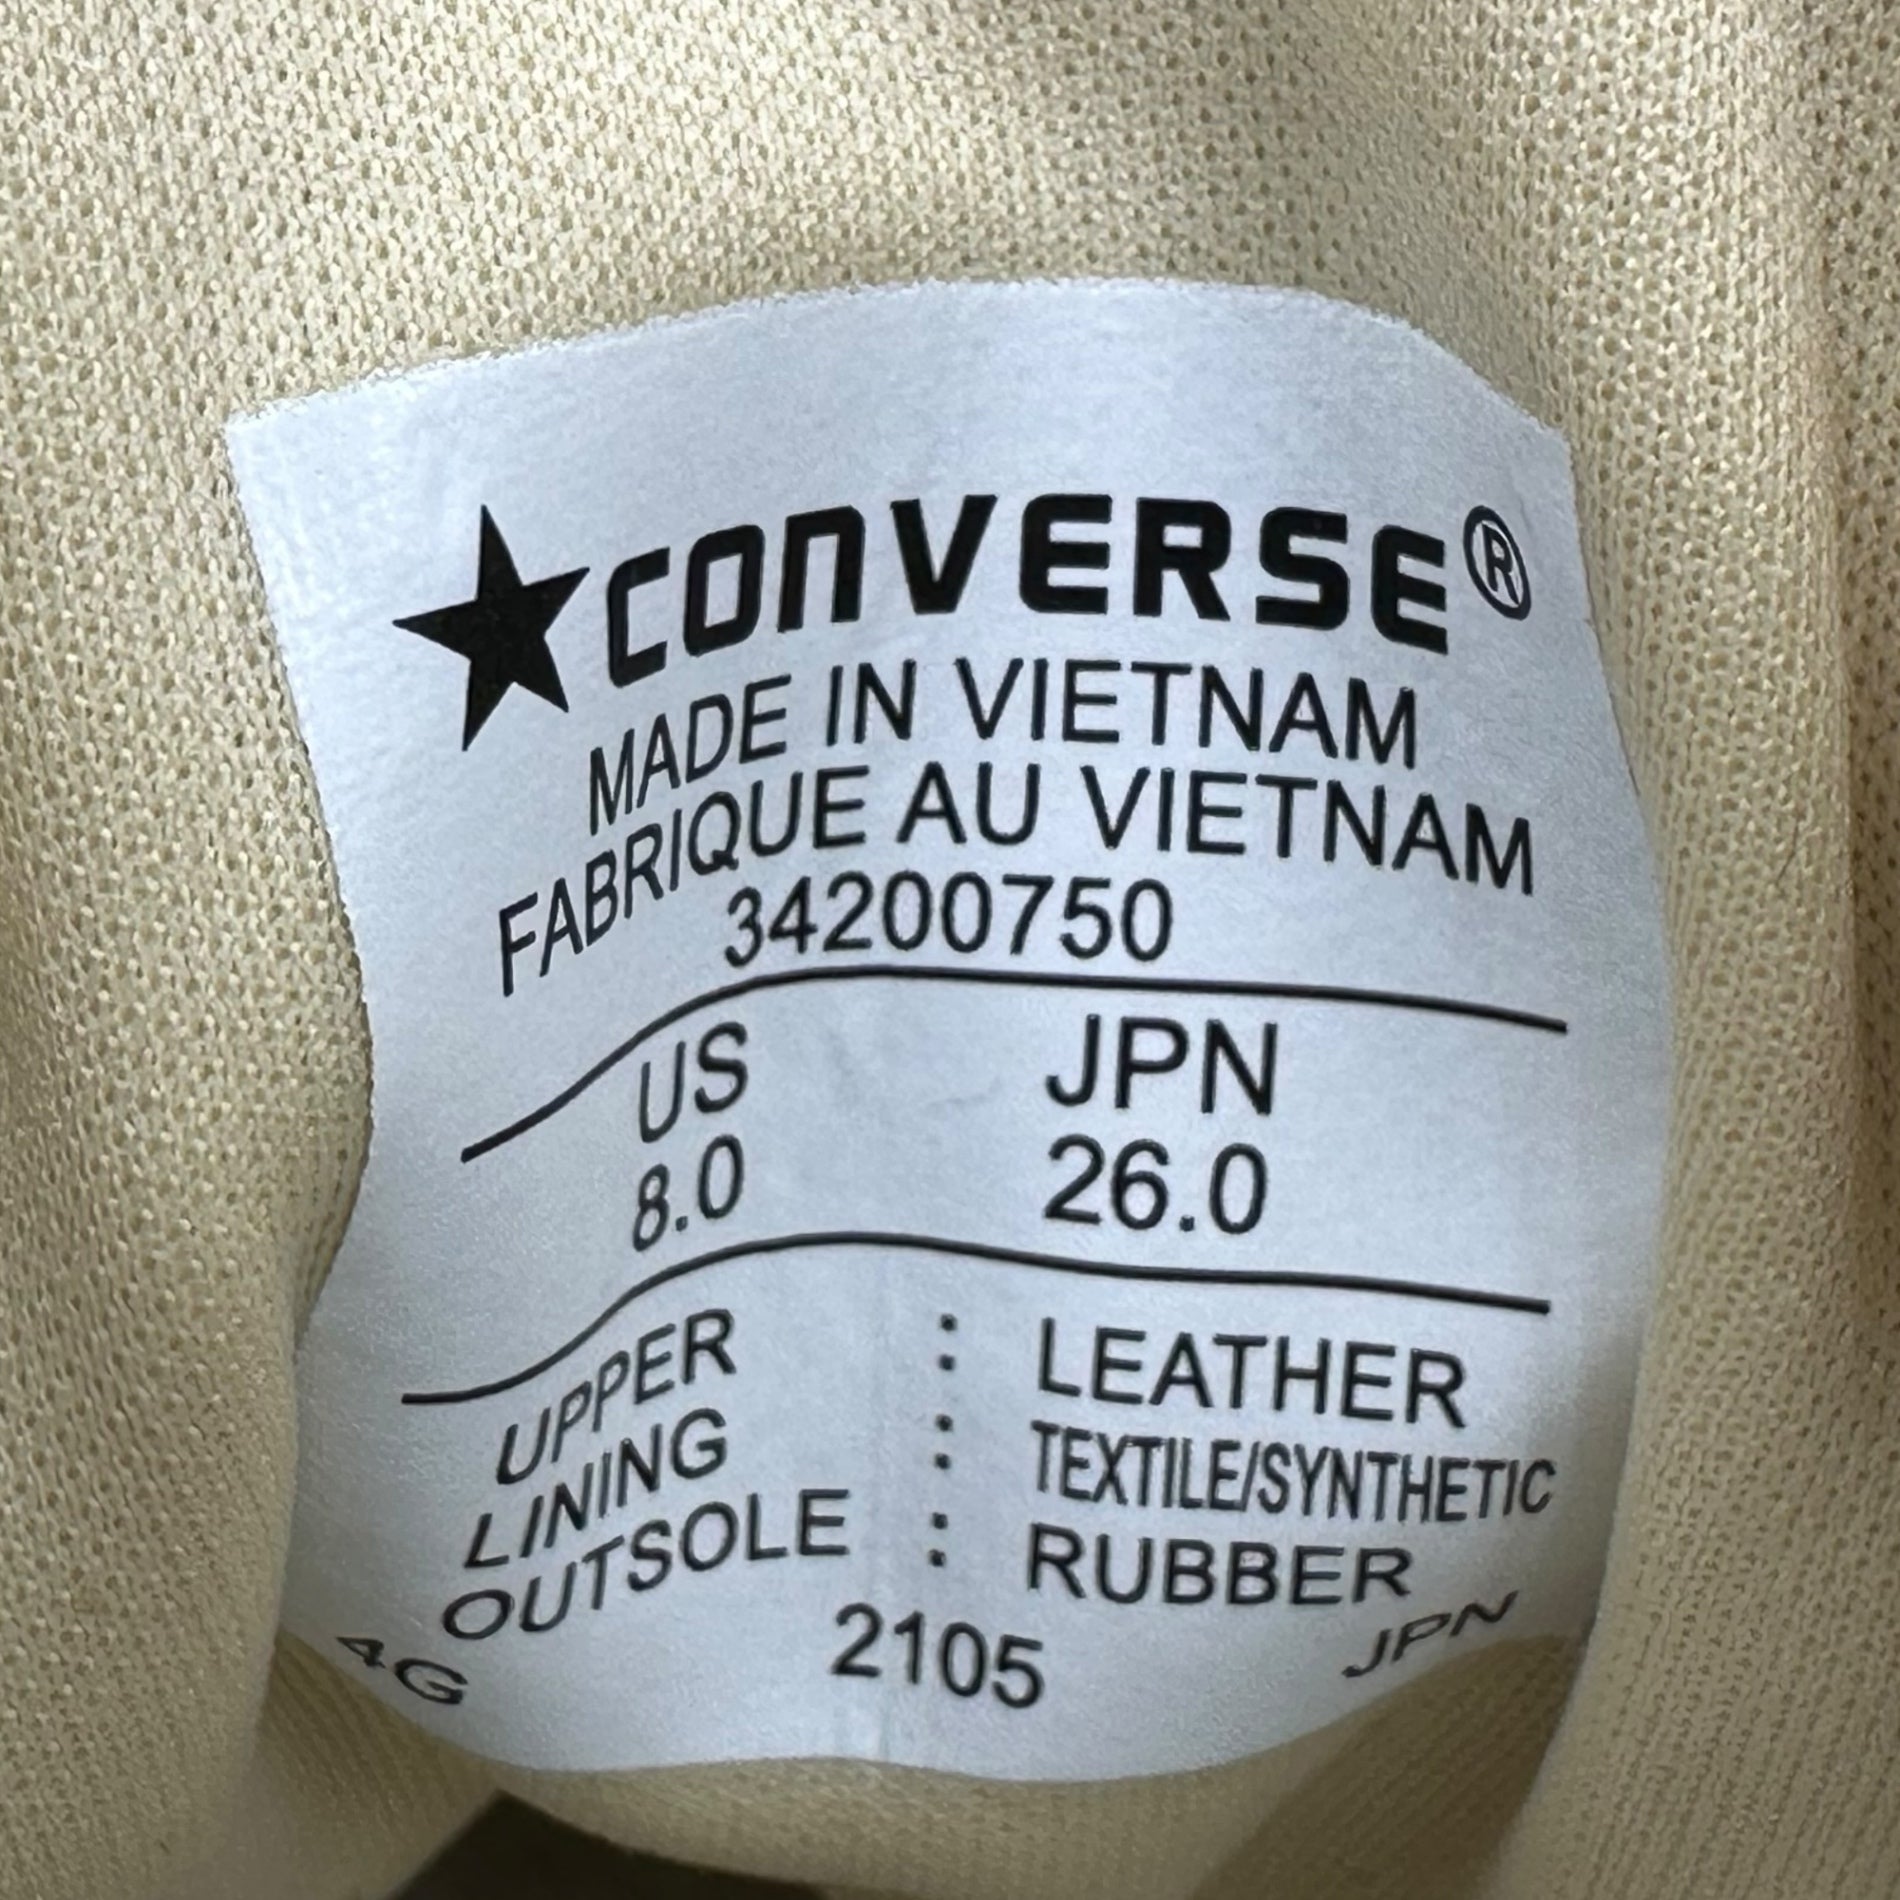 CONVERSE®
MADE IN VIETNAM
FABRIQUE AU VIETNAM
34200750
US JPN
8.0 26.0
UPPER : LEATHER
LINING : TEXTILE/SYNTHETIC
OUTSOLE : RUBBER
4G 2105 JPN